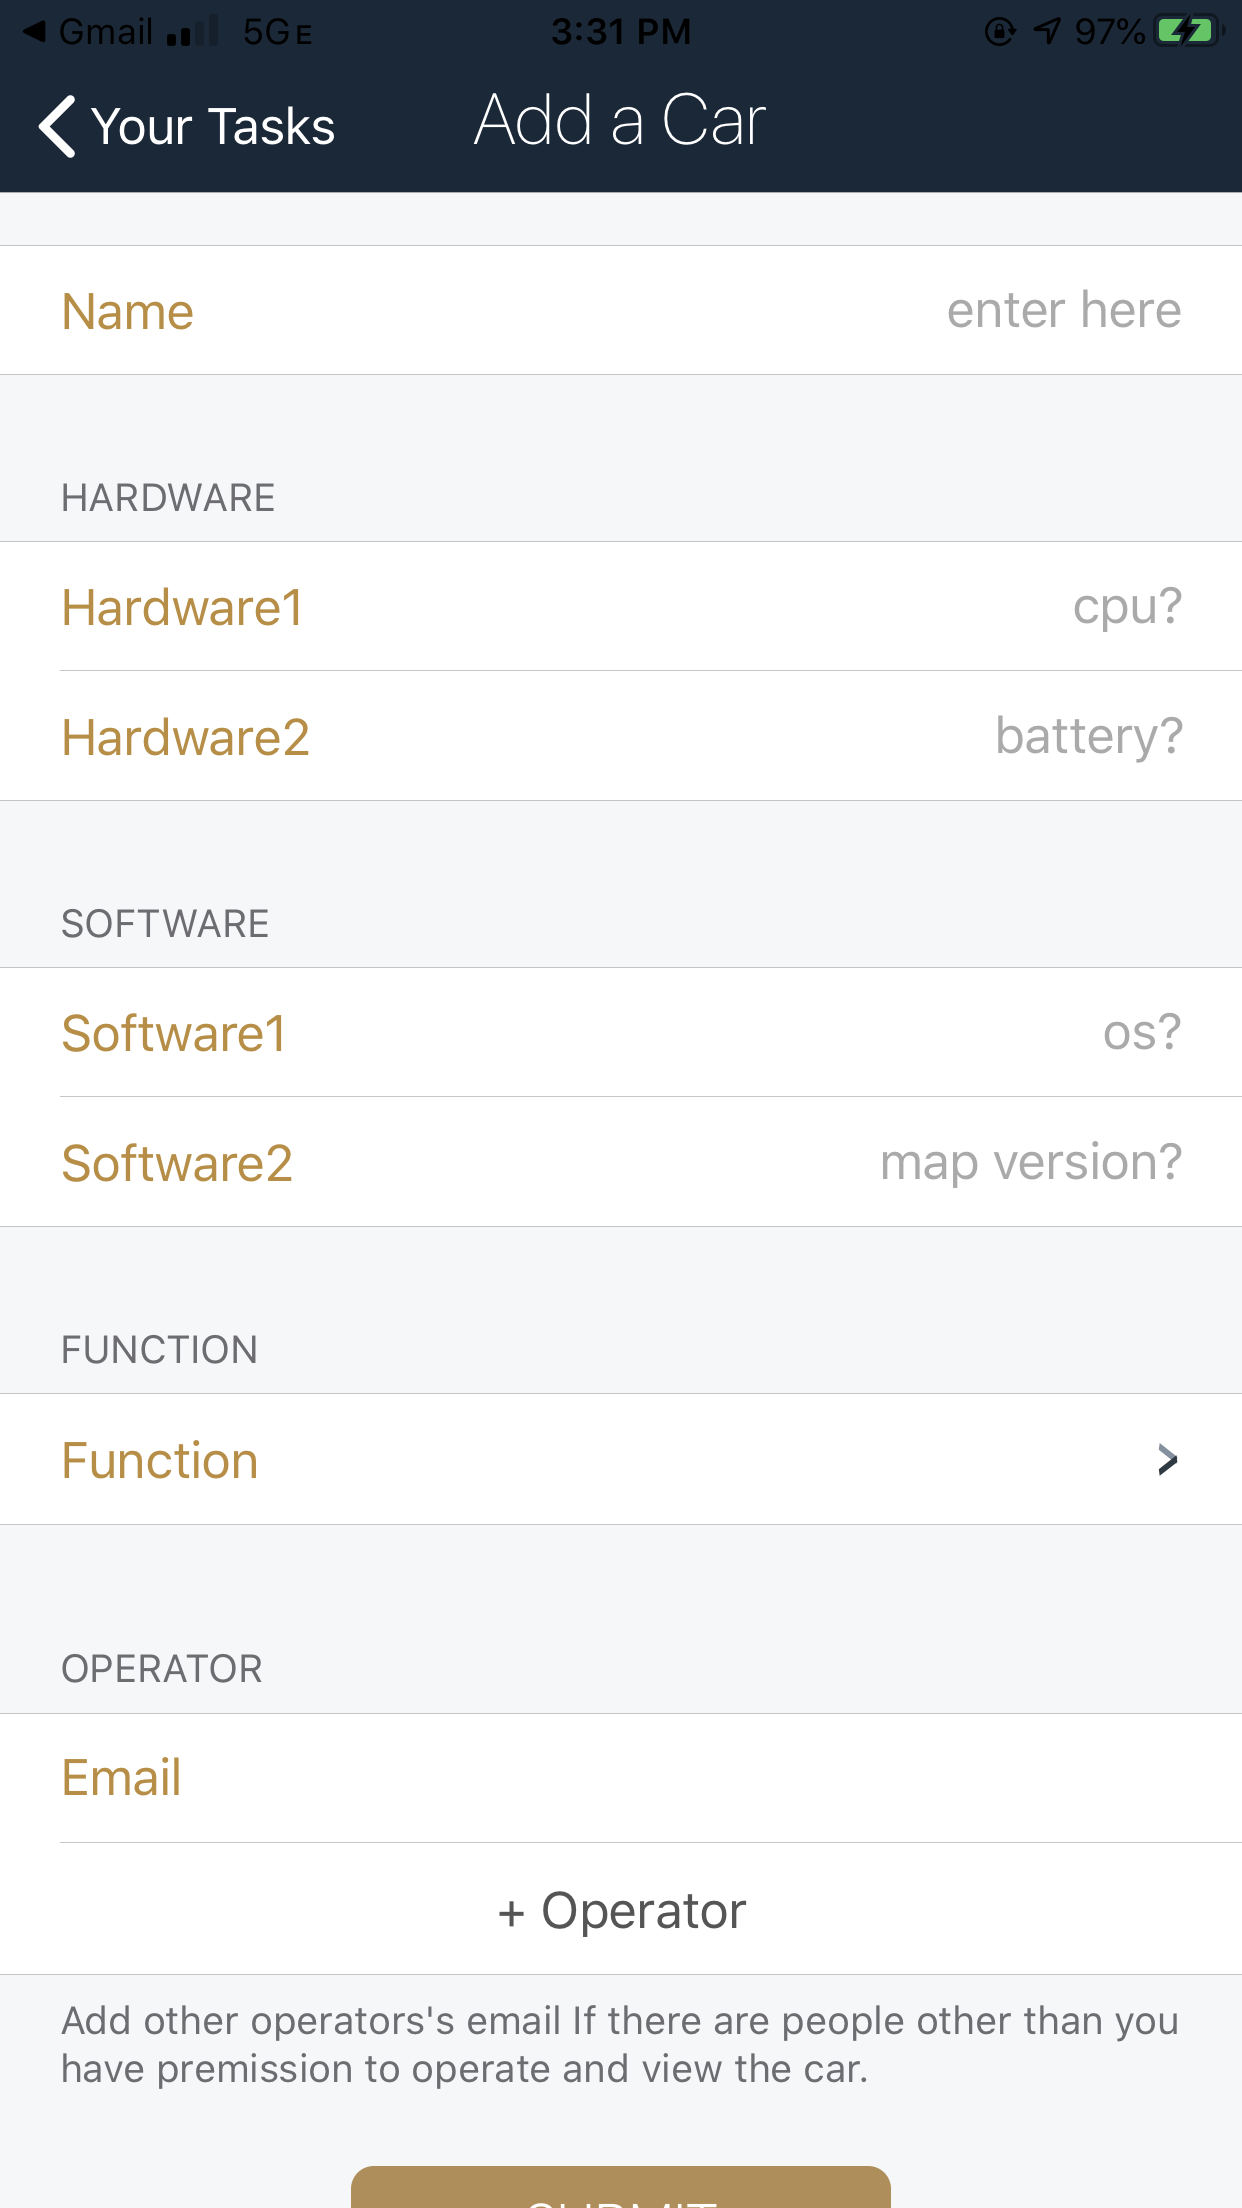 Gmail 5GE 3:31 PM 97%
Your Tasks Add a Car
Name enter here
HARDWARE
Hardware1 cpu?
Hardware2 battery?
SOFTWARE
Software1 os?
Software2 map version?
FUNCTION
Function
OPERATOR
Email
+ Operator
Add other operators's email If there are people other than you
have premission to operate and view the car.
SUBMIT